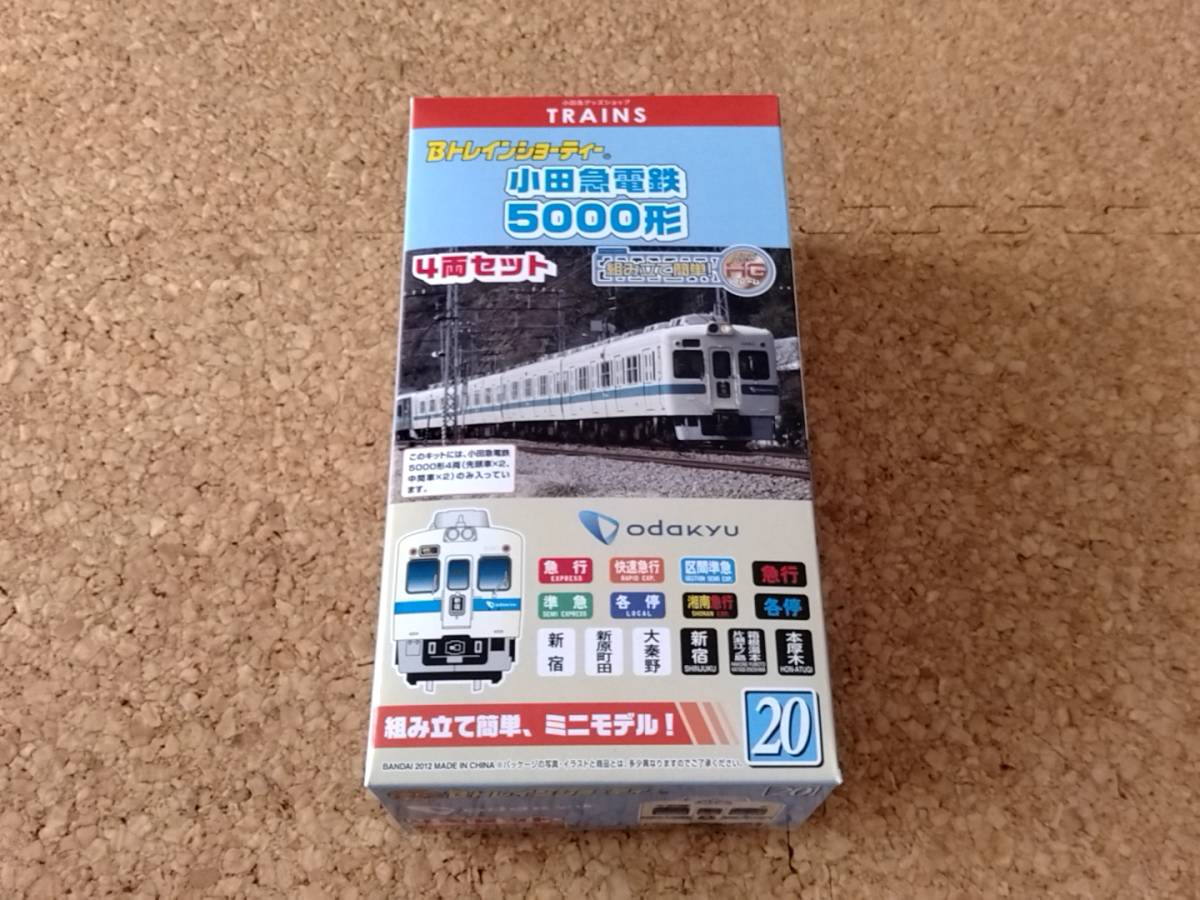 小田急グッズショップ
TRAINS
Bトレインショーティー®
小田急電鉄
5000形
4両セット
組み立て簡単!
HG
このキットには、小田急電鉄
5000形4両(先頭車×2、
中間車×2)のみ入ってい
ます。
odakyu
急行 快速急行 区間準急 急行
EXPRESS RAPID EXP. SECTION SEMI EXP.
準急 各停 湘南急行 各停
SEMI EXPRESS LOCAL SHONAN EXP.
新宿 新原町田 大秦野 新宿 箱根湯本 片瀬江ノ島 本厚木
SHINJUKU HON-ATUGI
odakyu
組み立て簡単、ミニモデル!
20
BANDAI 2012 MADE IN CHINA ※パッケージの写真・イラストと商品とは、多少異なりますのでご了承ください。